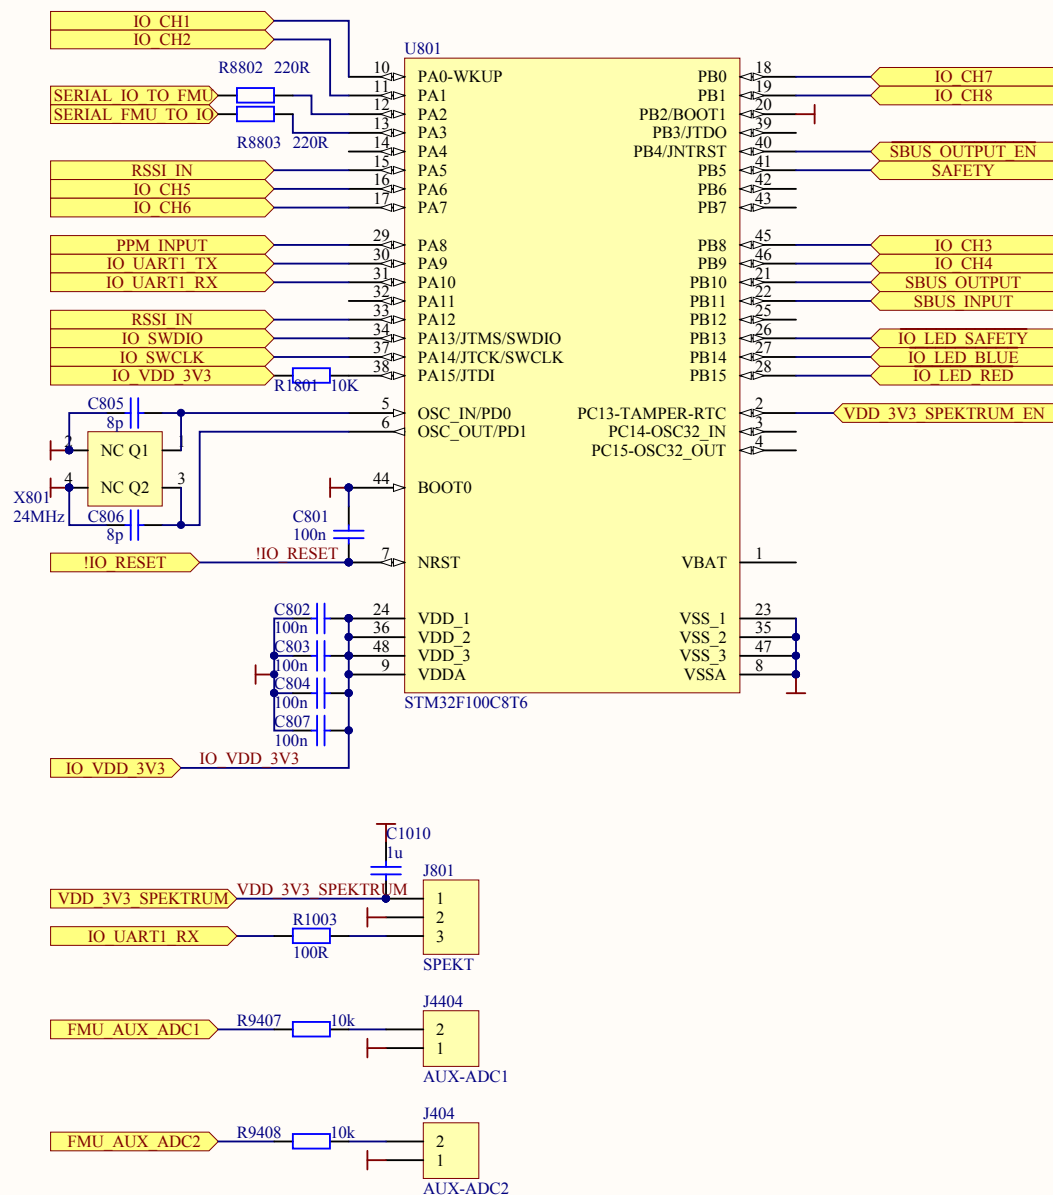 IO_CH1
IO_CH2
U801
R8802 220R
10 PA0-WKUP PB0 18 IO_CH7
11 PA1 PB1 19 IO_CH8
SERIAL_IO_TO_FMU 12 PA2 PB2/BOOT1 20
SERIAL_FMU_TO_IO 13 PA3 PB3/JTDO 39
R8803 220R
14 PA4 PB4/JNTRST 40 SBUS_OUTPUT_EN
RSSI_IN 15 PA5 PB5 41 SAFETY
IO_CH5 16 PA6 PB6 42
IO_CH6 17 PA7 PB7 43
PPM_INPUT 29 PA8 PB8 45 IO_CH3
IO_UART1_TX 30 PA9 PB9 46 IO_CH4
IO_UART1_RX 31 PA10 PB10 21 SBUS_OUTPUT
32 PA11 PB11 22 SBUS_INPUT
RSSI_IN 33 PA12 PB12 25
IO_SWDIO 34 PA13/JTMS/SWDIO PB13 26 IO_LED_SAFETY
IO_SWCLK 37 PA14/JTCK/SWCLK PB14 27 IO_LED_BLUE
IO_VDD_3V3 38 PA15/JTDI PB15 28 IO_LED_RED
R1801 10K
C805
8p
5 OSC_IN/PD0 PC13-TAMPER-RTC 2 VDD_3V3_SPEKTRUM_EN
6 OSC_OUT/PD1 PC14-OSC32_IN 3
PC15-OSC32_OUT 4
2 NC Q1 1
4 NC Q2 3
X801
24MHz
C806
8p
44 BOOT0
C801
100n
!IO_RESET !IO_RESET 7 NRST VBAT 1
C802
100n
24 VDD_1 VSS_1 23
36 VDD_2 VSS_2 35
C803
100n
48 VDD_3 VSS_3 47
9 VDDA VSSA 8
C804
100n
STM32F100C8T6
C807
100n
IO_VDD_3V3 IO_VDD_3V3
C1010
1u
J801
VDD_3V3_SPEKTRUM VDD_3V3_SPEKTRUM 1
2
IO_UART1_RX R1003 3
100R
SPEKT
J4404
FMU_AUX_ADC1 R9407 10k 2
1
AUX-ADC1
J404
FMU_AUX_ADC2 R9408 10k 2
1
AUX-ADC2